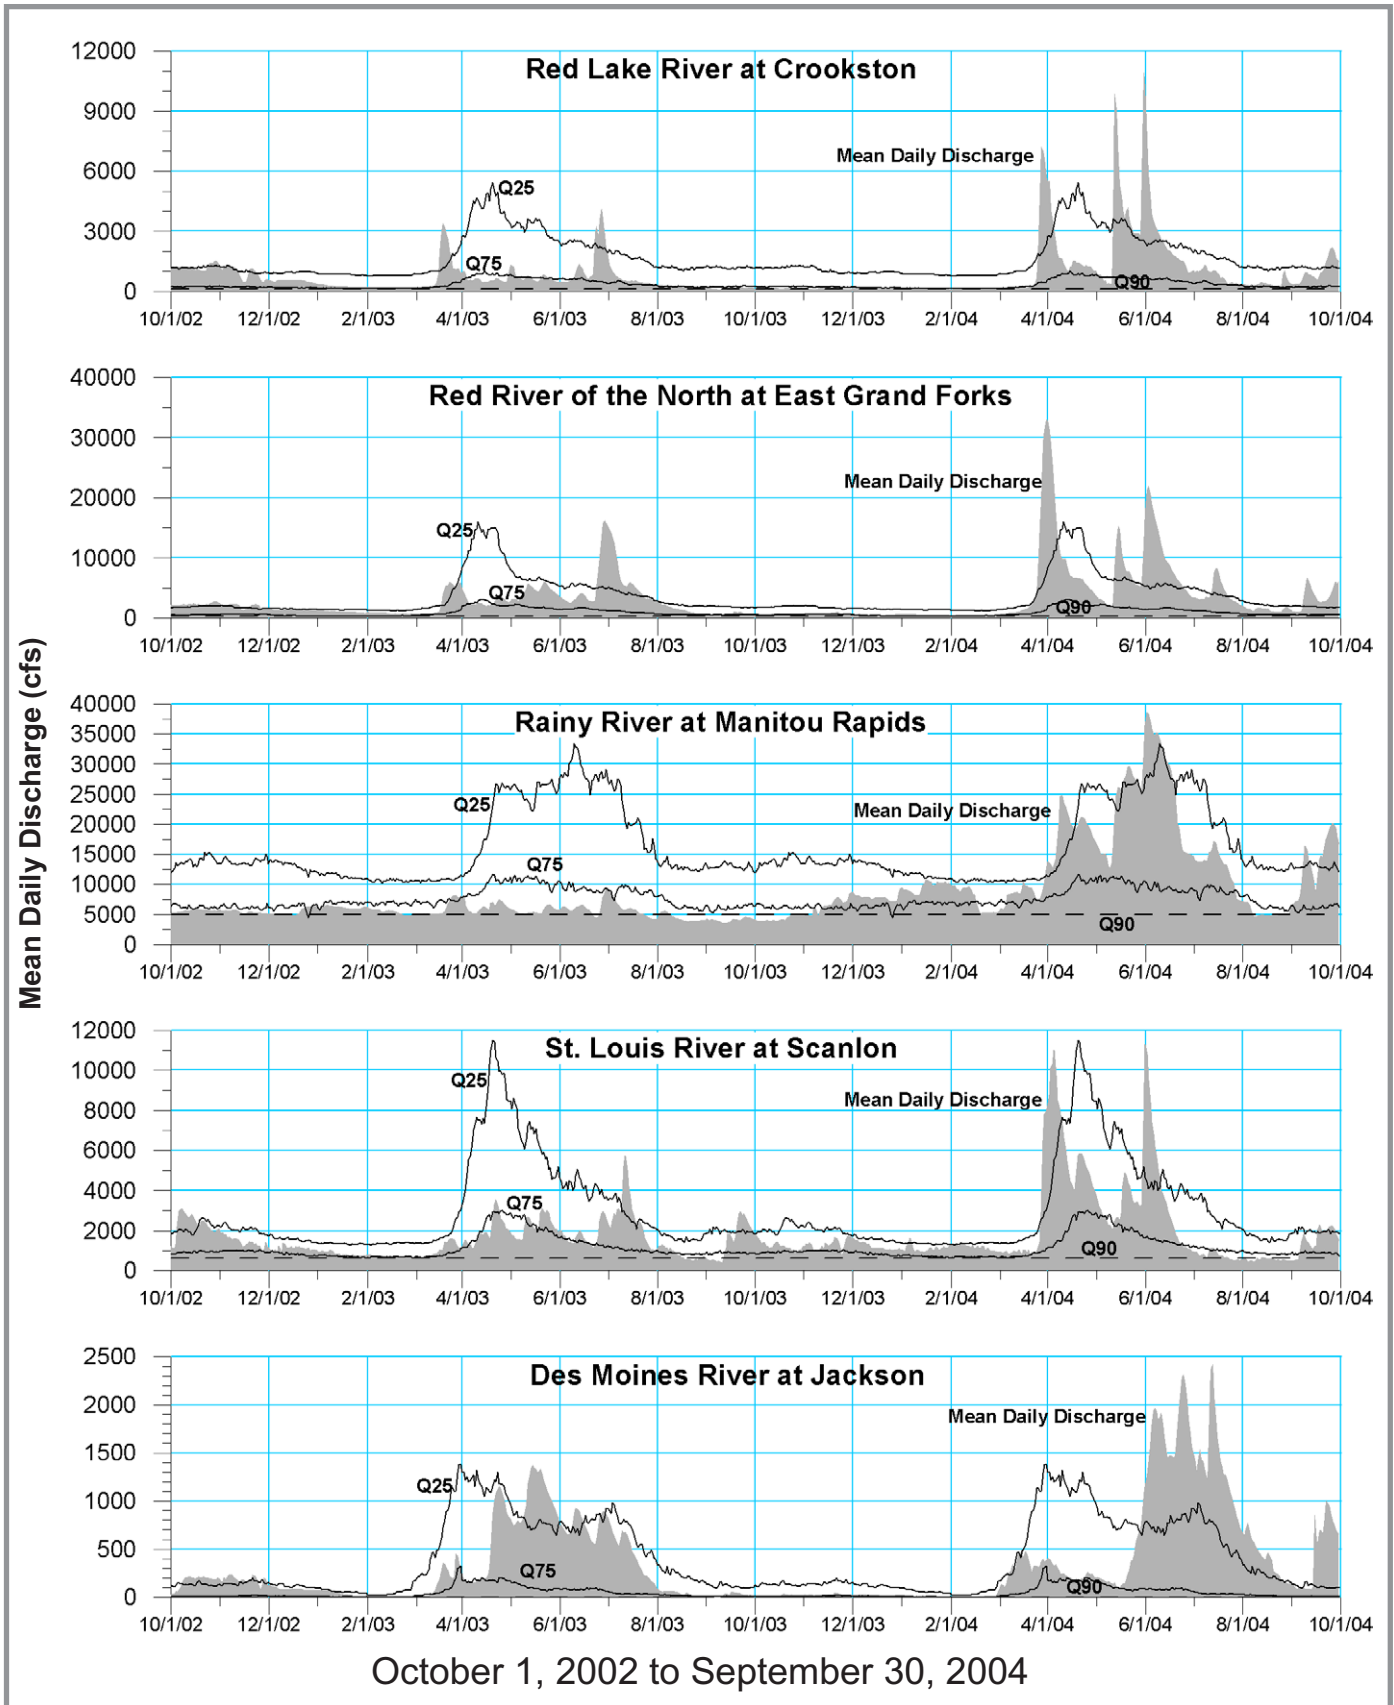 Mean Daily Discharge (cfs)
Red Lake River at Crookston
12000
9000
6000
3000
0
Mean Daily Discharge
Q25
Q75
Q90
10/1/02 12/1/02 2/1/03 4/1/03 6/1/03 8/1/03 10/1/03 12/1/03 2/1/04 4/1/04 6/1/04 8/1/04 10/1/04
Red River of the North at East Grand Forks
40000
30000
20000
10000
0
Mean Daily Discharge
Q25
Q75
Q90
10/1/02 12/1/02 2/1/03 4/1/03 6/1/03 8/1/03 10/1/03 12/1/03 2/1/04 4/1/04 6/1/04 8/1/04 10/1/04
Rainy River at Manitou Rapids
40000
35000
30000
25000
20000
15000
10000
5000
0
Q25
Mean Daily Discharge
Q75
Q90
10/1/02 12/1/02 2/1/03 4/1/03 6/1/03 8/1/03 10/1/03 12/1/03 2/1/04 4/1/04 6/1/04 8/1/04 10/1/04
St. Louis River at Scanlon
12000
10000
8000
6000
4000
2000
0
Q25
Mean Daily Discharge
Q75
Q90
10/1/02 12/1/02 2/1/03 4/1/03 6/1/03 8/1/03 10/1/03 12/1/03 2/1/04 4/1/04 6/1/04 8/1/04 10/1/04
Des Moines River at Jackson
2500
2000
1500
1000
500
0
Mean Daily Discharge
Q25
Q75
Q90
10/1/02 12/1/02 2/1/03 4/1/03 6/1/03 8/1/03 10/1/03 12/1/03 2/1/04 4/1/04 6/1/04 8/1/04 10/1/04
October 1, 2002 to September 30, 2004